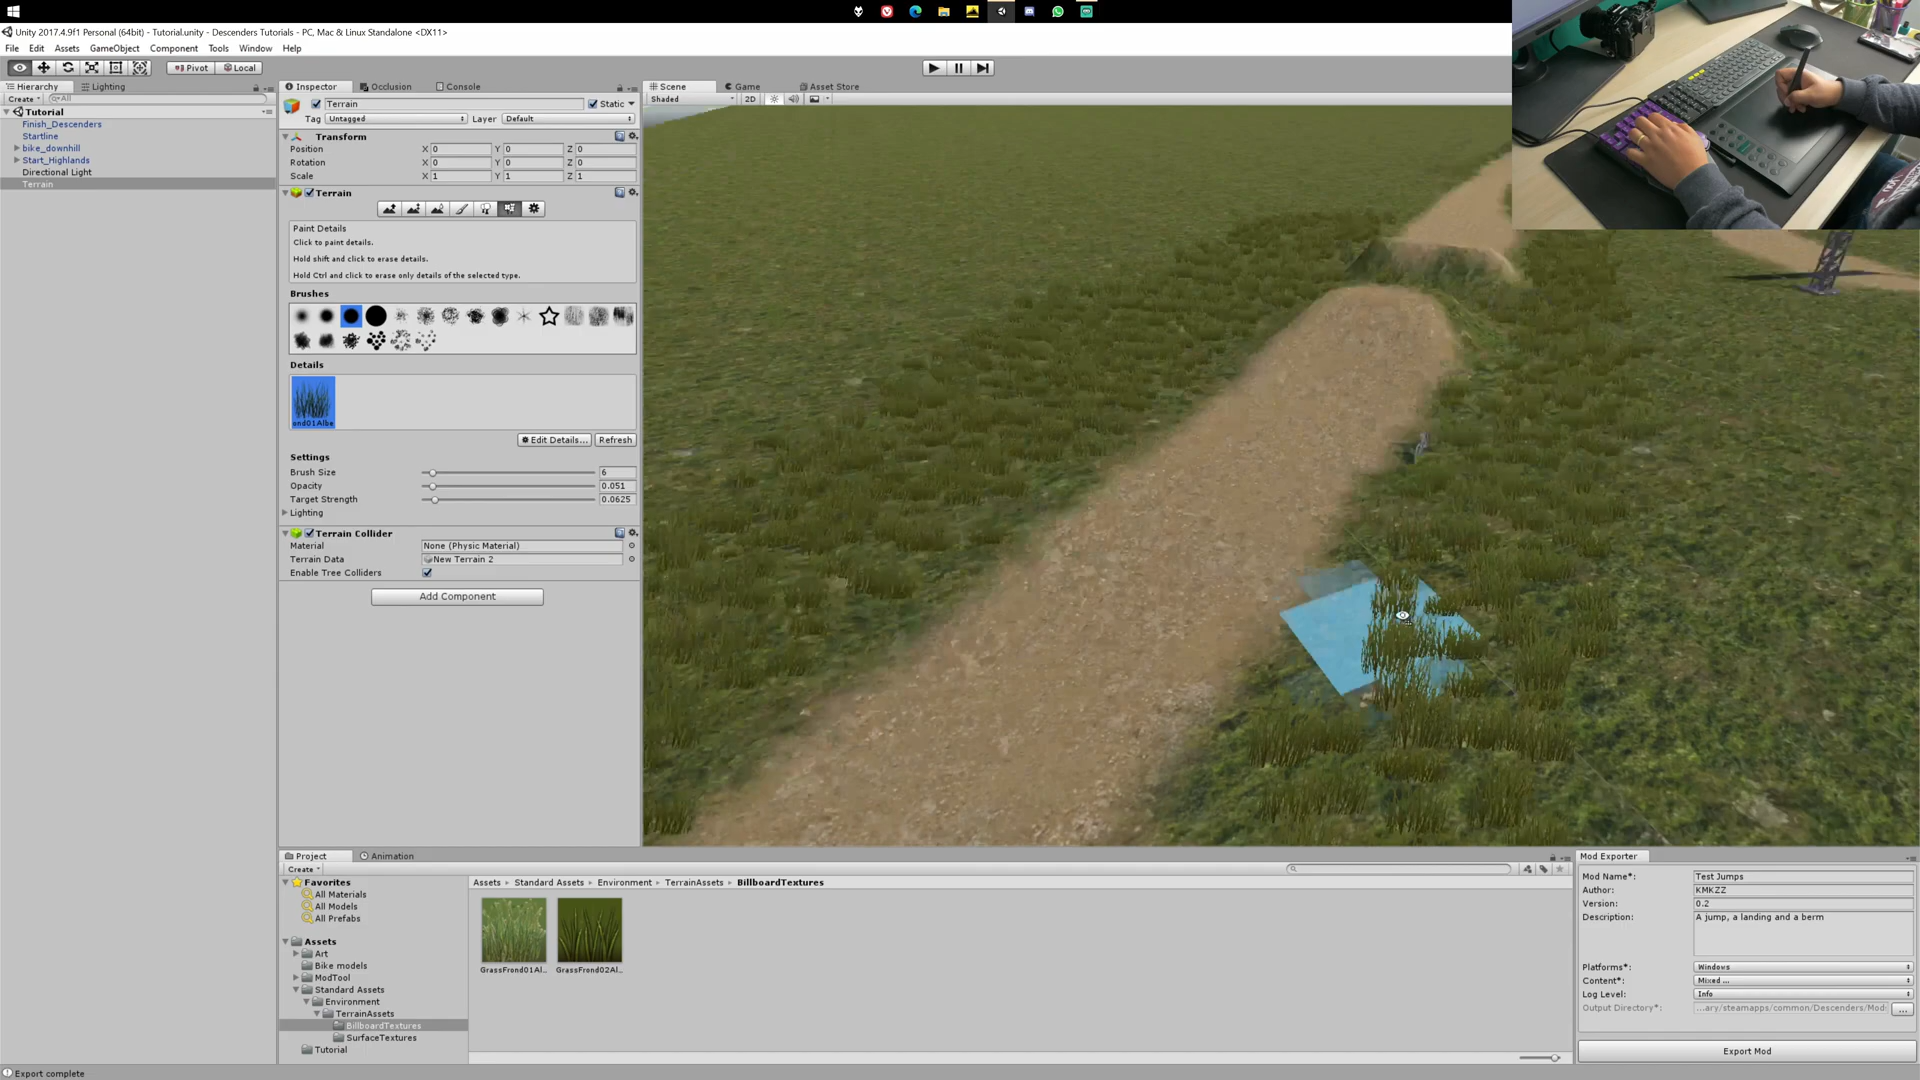 Unity 2017.4.9f1 Personal (64bit) - Tutorial.unity - Descenders Tutorials - PC, Mac & Linux Standalone <DX11>
File Edit Assets GameObject Component Tools Window Help
Pivot Local
Hierarchy Lighting
Create All
Tutorial
Finish_Descenders
Startline
bike_downhill
Start_Highlands
Directional Light
Terrain
Inspector Occlusion Console
Terrain Static
Tag Untagged Layer Default
Transform
Position X 0 Y 0 Z 0
Rotation X 0 Y 0 Z 0
Scale X 1 Y 1 Z 1
Terrain
Paint Details
Click to paint details.
Hold shift and click to erase details.
Hold Ctrl and click to erase only details of the selected type.
Brushes
Details
ond01Albe
Edit Details... Refresh
Settings
Brush Size 6
Opacity 0.051
Target Strength 0.0625
Lighting
Terrain Collider
Material None (Physic Material)
Terrain Data New Terrain 2
Enable Tree Colliders
Add Component
Scene Game Asset Store
Shaded 2D
Project Animation
Create
Favorites
All Materials
All Models
All Prefabs
Assets
Art
Bike models
ModTool
Standard Assets
Environment
TerrainAssets
BillboardTextures
SurfaceTextures
Tutorial
Assets Standard Assets Environment TerrainAssets BillboardTextures
GrassFrond01Al.. GrassFrond02Al..
Mod Exporter
Mod Name*: Test Jumps
Author: KMKZZ
Version: 0.2
Description: A jump, a landing and a berm
Platforms*: Windows
Content*: Mixed ...
Log Level: Info
Output Directory*: ...ary/steamapps/common/Descenders/Mod: ...
Export Mod
Export complete